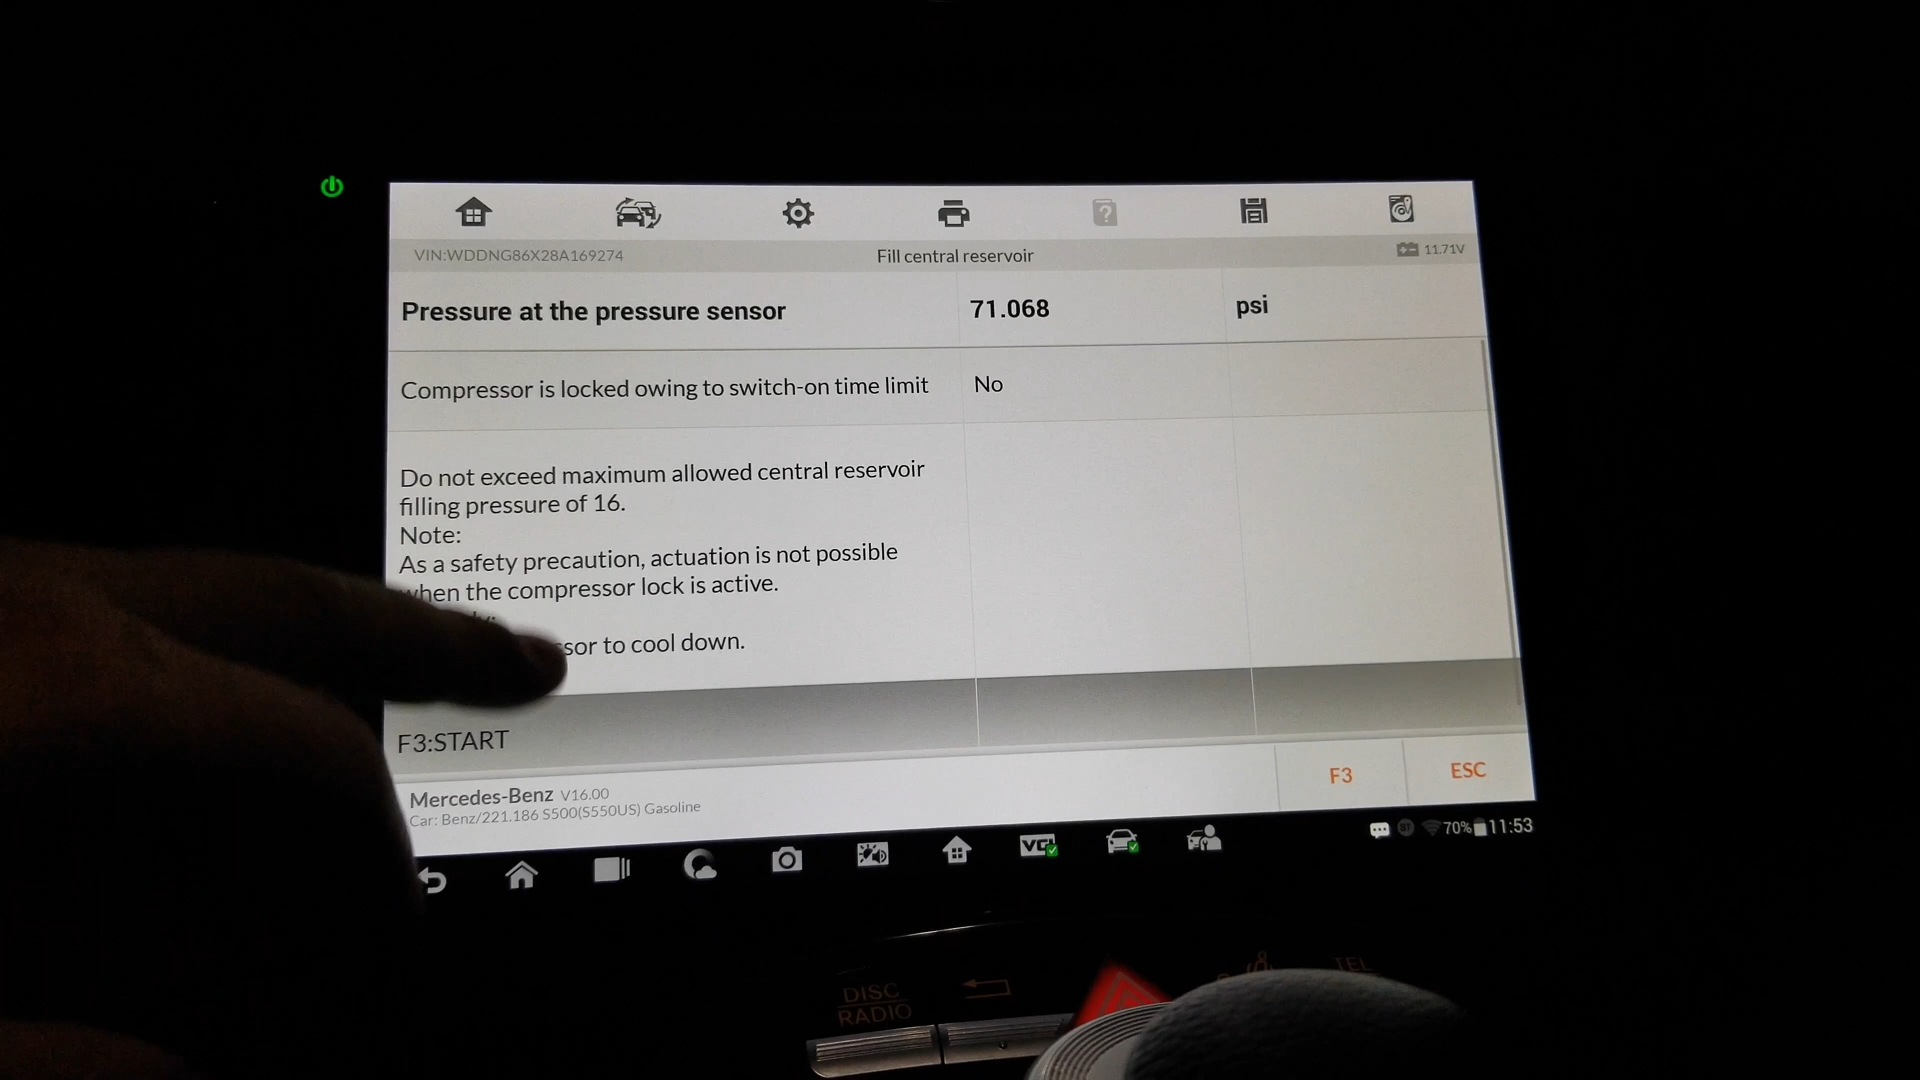 VIN:WDDNG86X28A169274 Fill central reservoir 11.71V
Pressure at the pressure sensor 71.068 psi
Compressor is locked owing to switch-on time limit No
Do not exceed maximum allowed central reservoir
filling pressure of 16.
Note:
As a safety precaution, actuation is not possible
when the compressor lock is active.
to cool down.
F3:START
F3 ESC
Mercedes-Benz V16.00
Car: Benz/221.186 S500(S550US) Gasoline
VCI
70% 11:53
DISC
RADIO
TEL